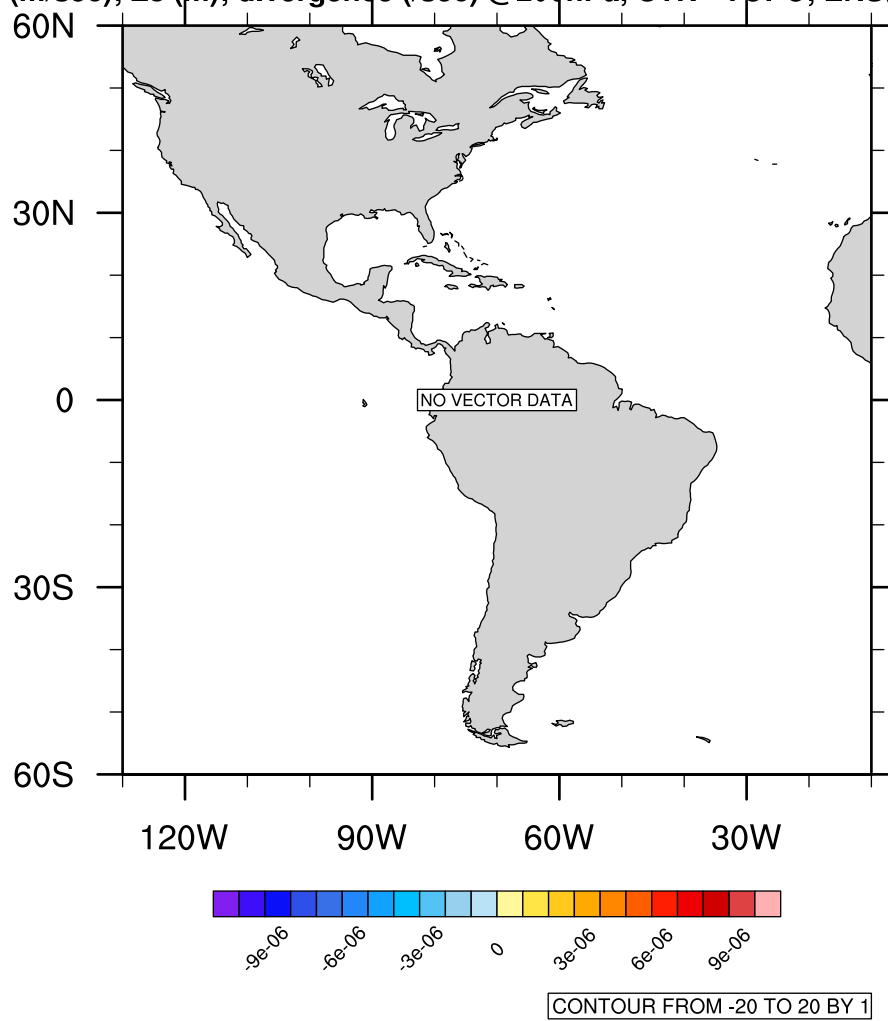 60N
30N
0
NO VECTOR DATA
30S
60S
120W 90W 60W 30W
-9e-06 -6e-06 -3e-06 0 3e-06 6e-06 9e-06
CONTOUR FROM -20 TO 20 BY 1